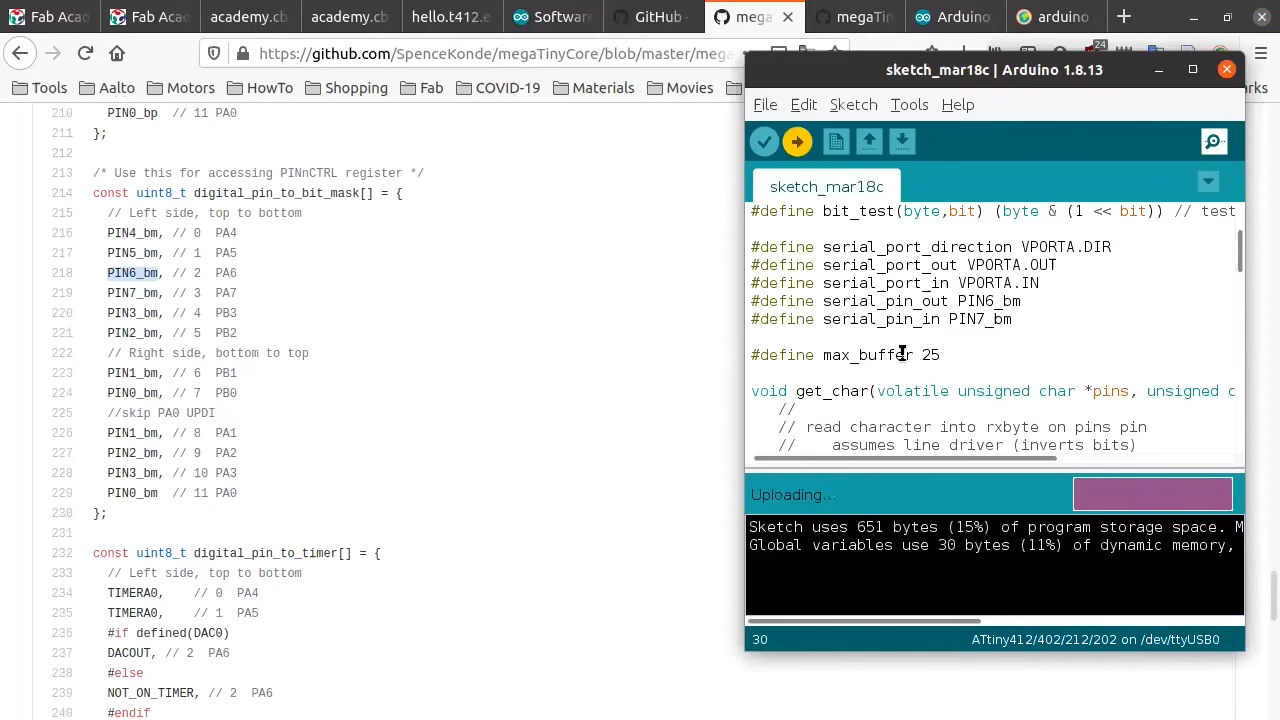 Fab Aca
Fab Aca
academy.cb
academy.cb
hello.t412.e
Software
GitHub -
mega
megaTin
Arduino
arduino
https://github.com/SpenceKonde/megaTinyCore/blob/master/mega
24
Tools
Aalto
Motors
HowTo
Shopping
Fab
COVID-19
Materials
Movies
210 PIN0_bp // 11 PA0
211 };
212
213 /* Use this for accessing PINnCTRL register */
214 const uint8_t digital_pin_to_bit_mask[] = {
215 // Left side, top to bottom
216 PIN4_bm, // 0 PA4
217 PIN5_bm, // 1 PA5
218 PIN6_bm, // 2 PA6
219 PIN7_bm, // 3 PA7
220 PIN3_bm, // 4 PB3
221 PIN2_bm, // 5 PB2
222 // Right side, bottom to top
223 PIN1_bm, // 6 PB1
224 PIN0_bm, // 7 PB0
225 //skip PA0 UPDI
226 PIN1_bm, // 8 PA1
227 PIN2_bm, // 9 PA2
228 PIN3_bm, // 10 PA3
229 PIN0_bm // 11 PA0
230 };
231
232 const uint8_t digital_pin_to_timer[] = {
233 // Left side, top to bottom
234 TIMERA0, // 0 PA4
235 TIMERA0, // 1 PA5
236 #if defined(DAC0)
237 DACOUT, // 2 PA6
238 #else
239 NOT_ON_TIMER, // 2 PA6
240 #endif
sketch_mar18c | Arduino 1.8.13
File Edit Sketch Tools Help
sketch_mar18c
#define bit_test(byte,bit) (byte & (1 << bit)) // test
#define serial_port_direction VPORTA.DIR
#define serial_port_out VPORTA.OUT
#define serial_port_in VPORTA.IN
#define serial_pin_out PIN6_bm
#define serial_pin_in PIN7_bm
#define max_buffer 25
void get_char(volatile unsigned char *pins, unsigned c
//
// read character into rxbyte on pins pin
// assumes line driver (inverts bits)
Uploading...
Sketch uses 651 bytes (15%) of program storage space. M
Global variables use 30 bytes (11%) of dynamic memory,
30
ATtiny412/402/212/202 on /dev/ttyUSB0